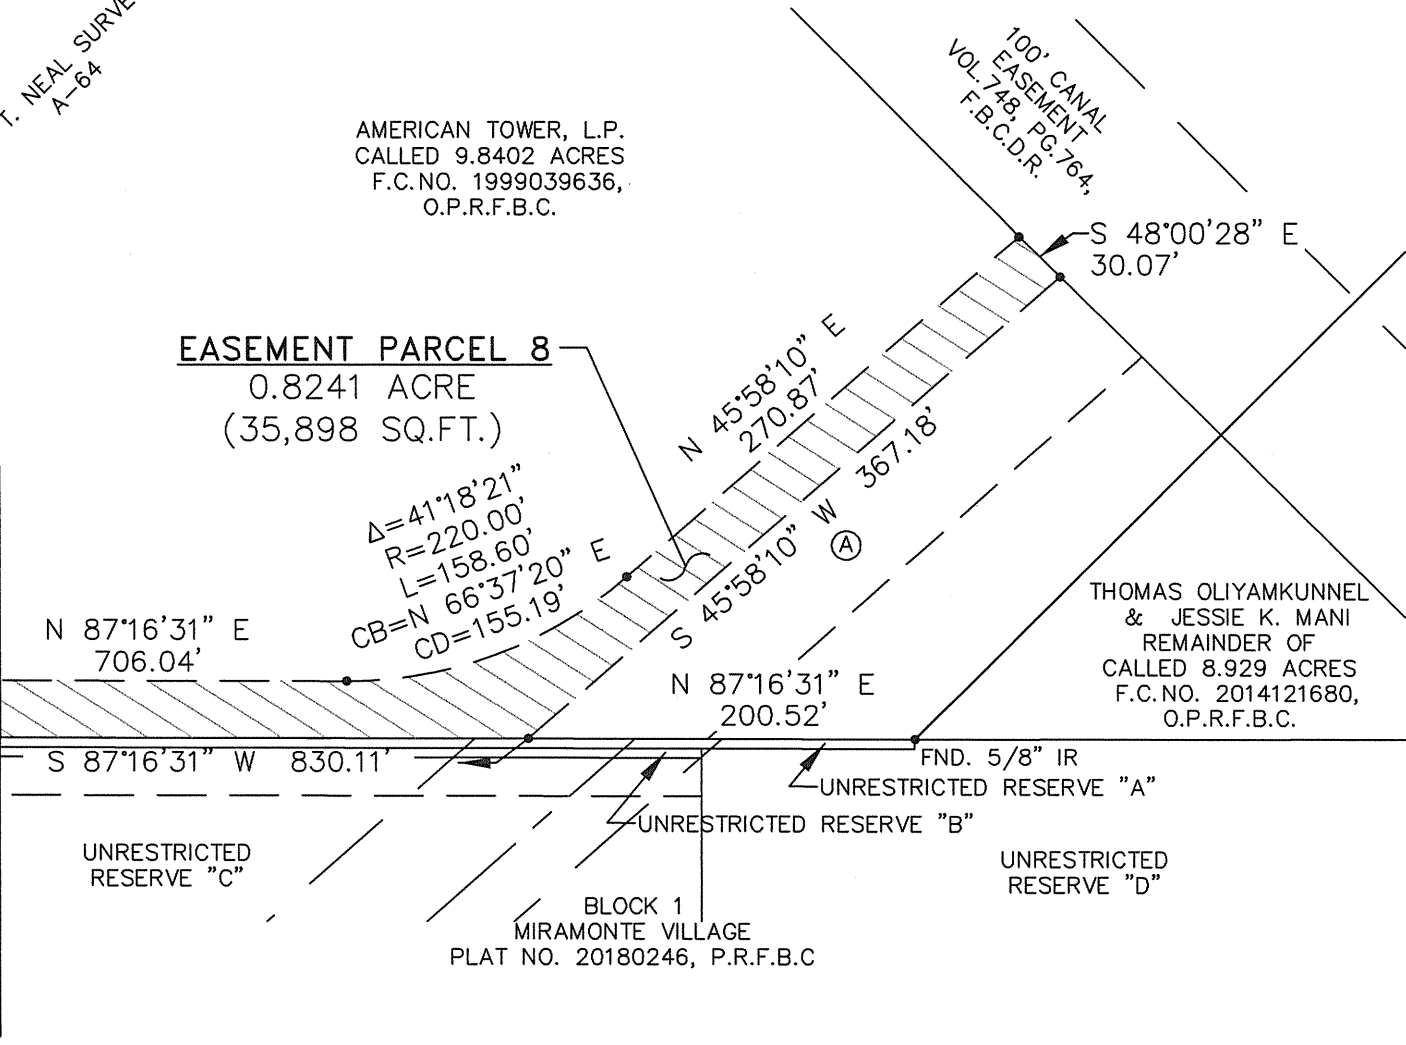 T. NEAL SURVE
A-64
AMERICAN TOWER, L.P.
CALLED 9.8402 ACRES
F.C.NO. 1999039636,
O.P.R.F.B.C.
100' CANAL
EASEMENT
VOL.748, PG.764,
F.B.C.D.R.
S 48°00'28" E
30.07'
EASEMENT PARCEL 8
0.8241 ACRE
(35,898 SQ.FT.)
N 45°58'10" E
270.87'
S 45°58'10" W 367.18'
A
Δ=41°18'21"
R=220.00'
L=158.60'
CB=N 66°37'20" E
CD=155.19'
N 87°16'31" E
706.04'
N 87°16'31" E
200.52'
THOMAS OLIYAMKUNNEL
& JESSIE K. MANI
REMAINDER OF
CALLED 8.929 ACRES
F.C.NO. 2014121680,
O.P.R.F.B.C.
S 87°16'31" W 830.11'
FND. 5/8" IR
UNRESTRICTED RESERVE "A"
UNRESTRICTED RESERVE "B"
UNRESTRICTED
RESERVE "C"
UNRESTRICTED
RESERVE "D"
BLOCK 1
MIRAMONTE VILLAGE
PLAT NO. 20180246, P.R.F.B.C